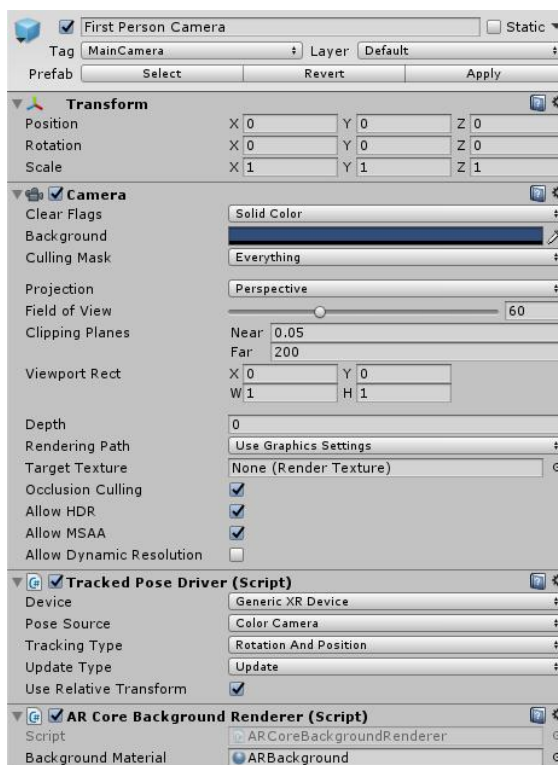 First Person Camera Static
Tag MainCamera Layer Default
Prefab Select Revert Apply
Transform
Position X 0 Y 0 Z 0
Rotation X 0 Y 0 Z 0
Scale X 1 Y 1 Z 1
Camera
Clear Flags Solid Color
Background
Culling Mask Everything
Projection Perspective
Field of View 60
Clipping Planes Near 0.05
Far 200
Viewport Rect X 0 Y 0
W 1 H 1
Depth 0
Rendering Path Use Graphics Settings
Target Texture None (Render Texture)
Occlusion Culling
Allow HDR
Allow MSAA
Allow Dynamic Resolution
Tracked Pose Driver (Script)
Device Generic XR Device
Pose Source Color Camera
Tracking Type Rotation And Position
Update Type Update
Use Relative Transform
AR Core Background Renderer (Script)
Script ARCoreBackgroundRenderer
Background Material ARBackground